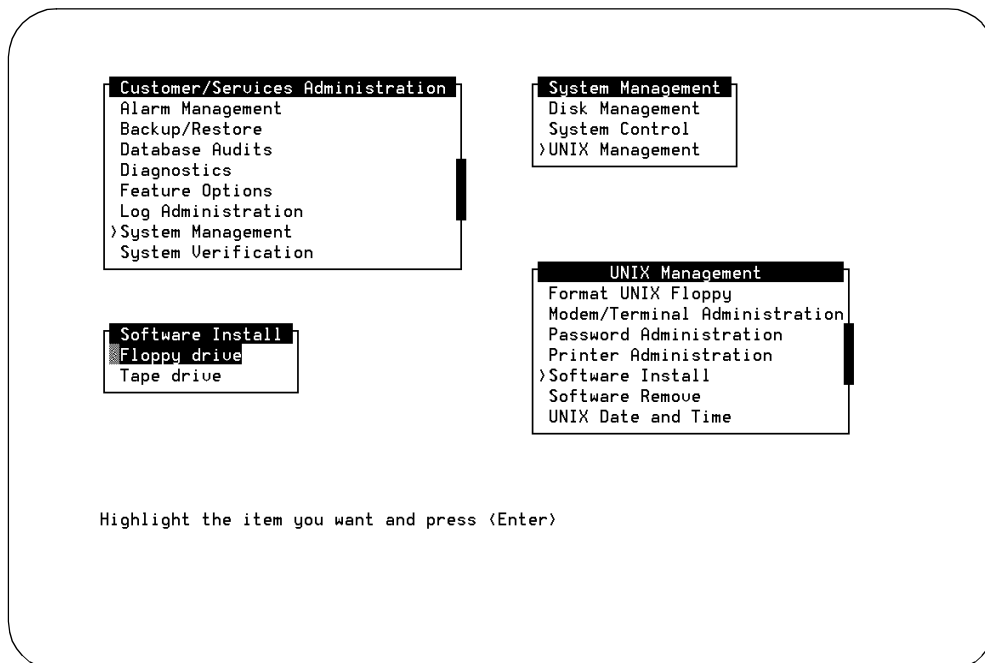 Customer/Services Administration
Alarm Management
Backup/Restore
Database Audits
Diagnostics
Feature Options
Log Administration
>System Management
System Verification
System Management
Disk Management
System Control
>UNIX Management
UNIX Management
Format UNIX Floppy
Modem/Terminal Administration
Password Administration
Printer Administration
>Software Install
Software Remove
UNIX Date and Time
Software Install
Floppy drive
Tape drive
Highlight the item you want and press <Enter>